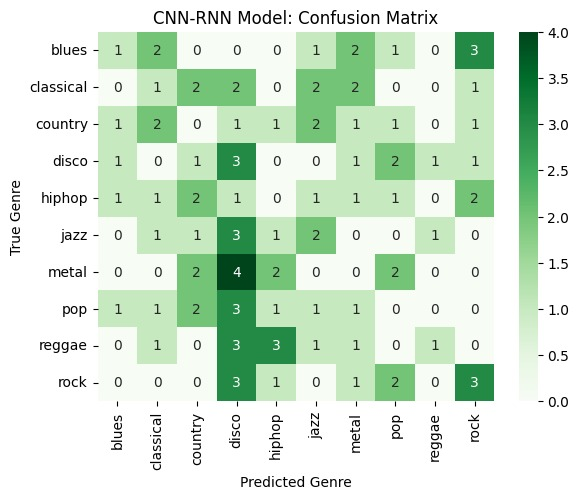 CNN-RNN Model: Confusion Matrix
True Genre
blues 1 2 0 0 0 1 2 1 0 3
classical 0 1 2 2 0 2 2 0 0 1
country 1 2 0 1 1 2 1 1 0 1
disco 1 0 1 3 0 0 1 2 1 1
hiphop 1 1 2 1 0 1 1 1 0 2
jazz 0 1 1 3 1 2 0 0 1 0
metal 0 0 2 4 2 0 0 2 0 0
pop 1 1 2 3 1 1 1 0 0 0
reggae 0 1 0 3 3 1 1 0 1 0
rock 0 0 0 3 1 0 1 2 0 3
blues classical country disco hiphop jazz metal pop reggae rock
Predicted Genre
4.0
3.5
3.0
2.5
2.0
1.5
1.0
0.5
0.0